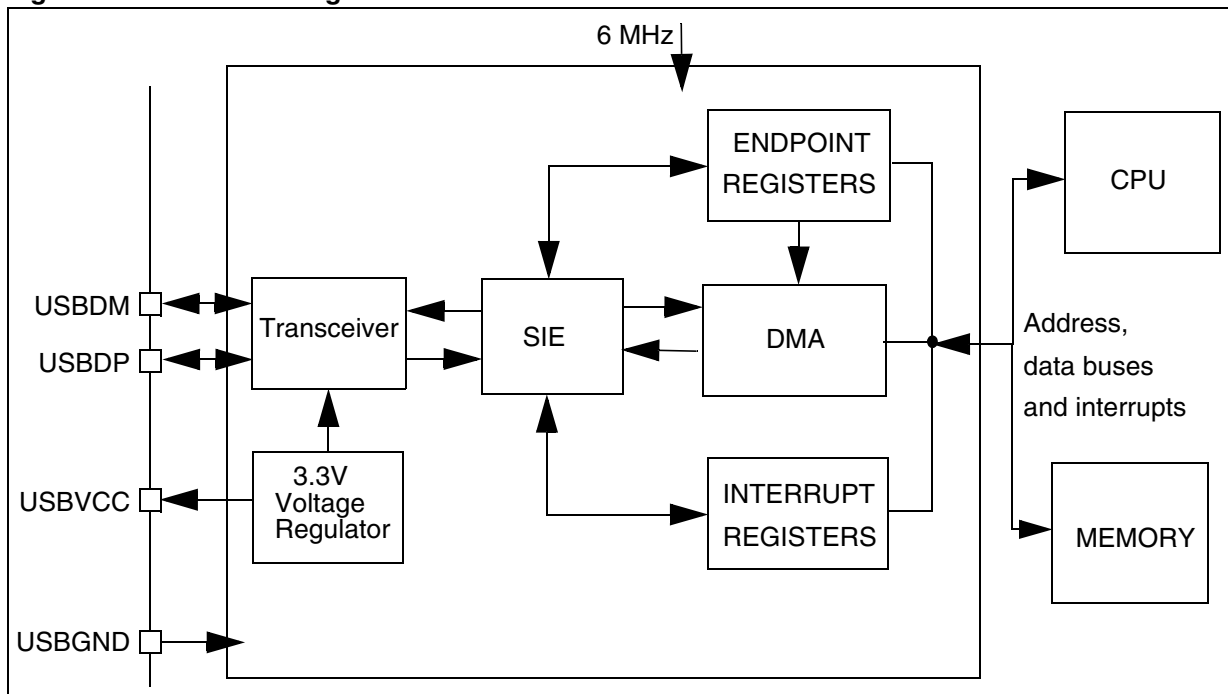 6 MHz
ENDPOINT
REGISTERS
CPU
USBDM
Transceiver
SIE
DMA
Address,
data buses
and interrupts
USBDP
3.3V
Voltage
Regulator
USBVCC
INTERRUPT
REGISTERS
MEMORY
USBGND